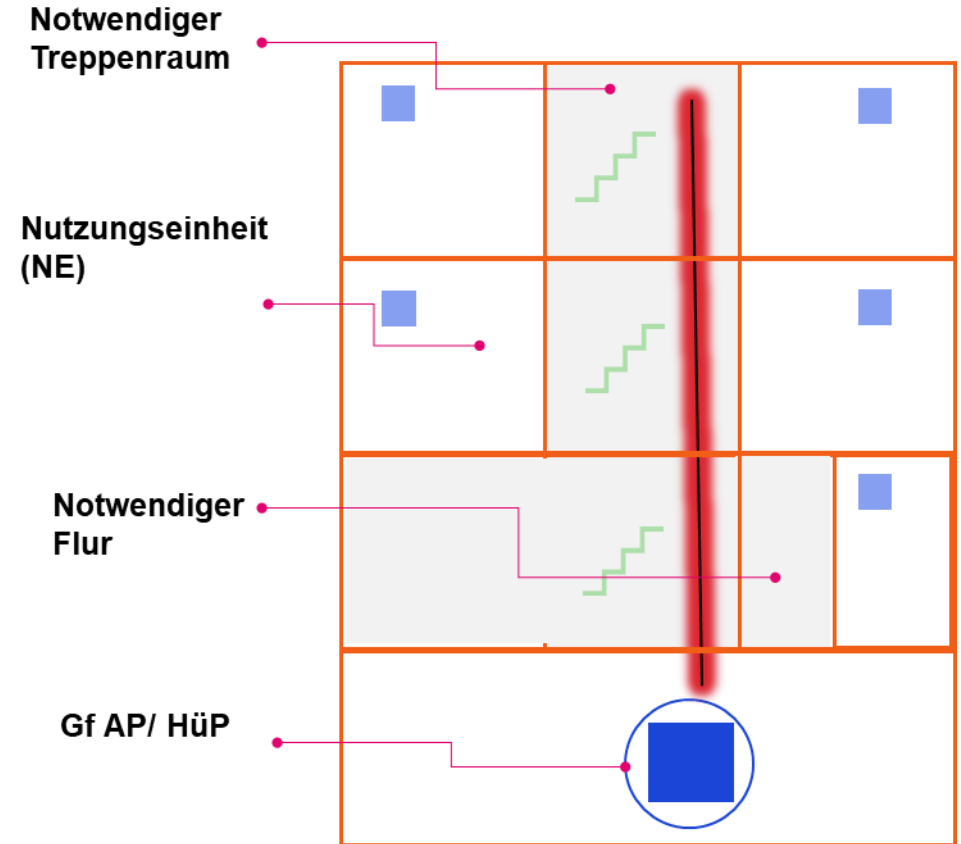 Notwendiger
Treppenraum
Nutzungseinheit
(NE)
Notwendiger
Flur
Gf AP/ HüP